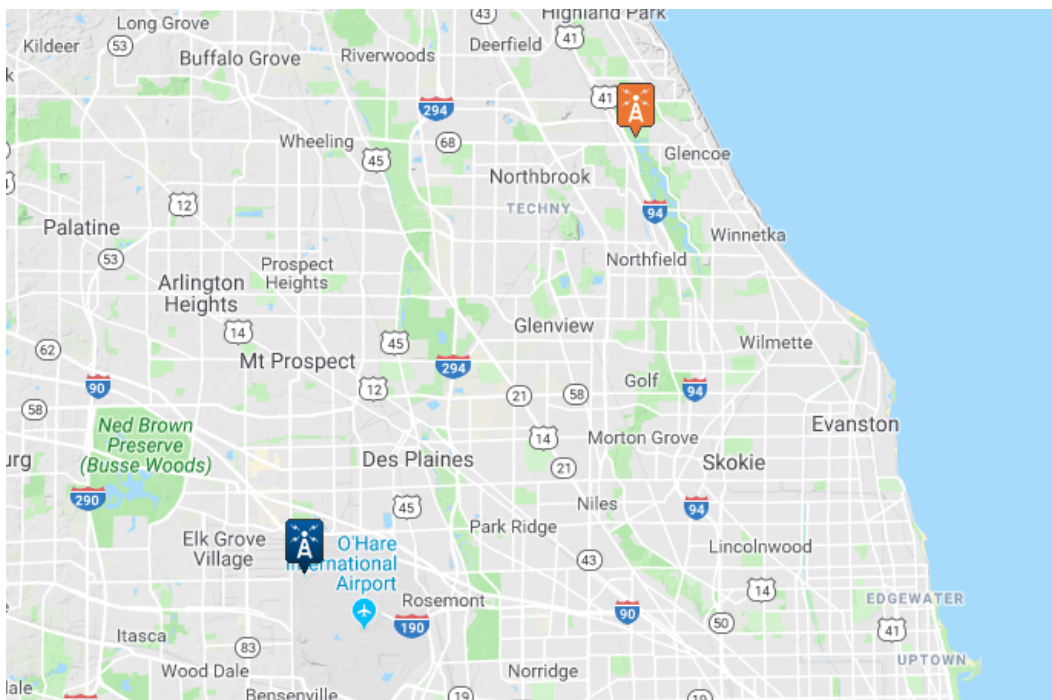 43
Highland Park
Long Grove
41
Kildeer
53
Deerfield
Riverwoods
Buffalo Grove
k
41
294
Wheeling
68
45
Glencoe
Northbrook
12
TECHNY
94
Palatine
Winnetka
53
Northfield
Prospect
Heights
Arlington
Heights
Glenview
14
45
Wilmette
62
Mt Prospect
294
Golf
90
12
21
58
94
58
Ned Brown
Preserve
(Busse Woods)
Evanston
14
Morton Grove
urg
Des Plaines
21
Skokie
290
45
Niles
94
Park Ridge
Elk Grove
Village
O'Hare
International
Airport
Lincolnwood
43
14
Rosemont
EDGEWATER
90
190
50
41
Itasca
83
UPTOWN
Wood Dale
Norridge
dale
Bensenville
19
19